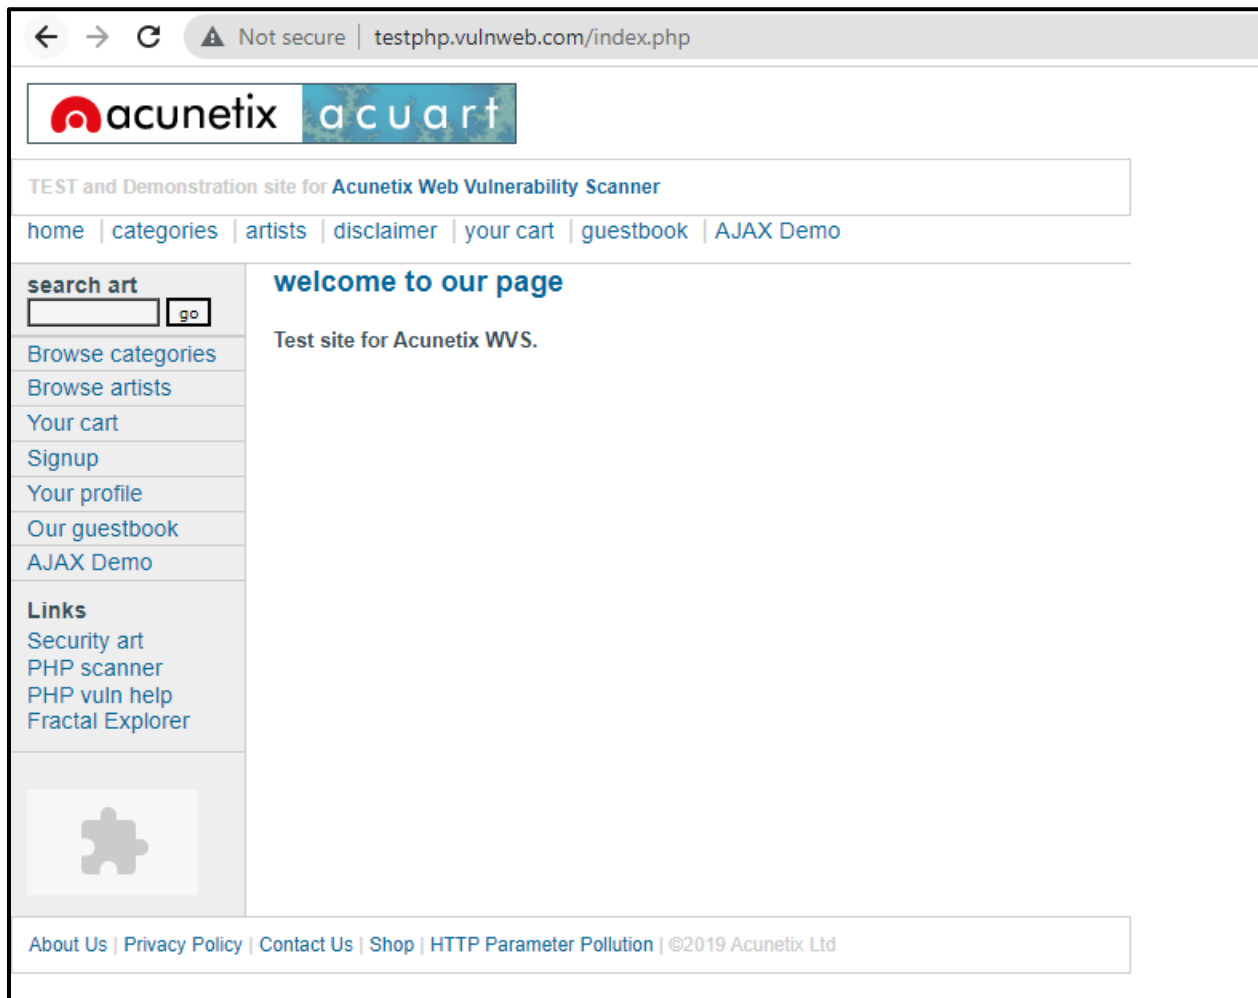 Not secure | testphp.vulnweb.com/index.php
acunetix acuart
TEST and Demonstration site for Acunetix Web Vulnerability Scanner
home | categories | artists | disclaimer | your cart | guestbook | AJAX Demo
search art
go
Browse categories
Browse artists
Your cart
Signup
Your profile
Our guestbook
AJAX Demo
Links
Security art
PHP scanner
PHP vuln help
Fractal Explorer
welcome to our page
Test site for Acunetix WVS.
About Us | Privacy Policy | Contact Us | Shop | HTTP Parameter Pollution | ©2019 Acunetix Ltd